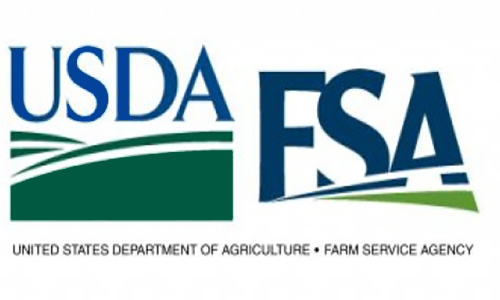 USDA FSA
UNITED STATES DEPARTMENT OF AGRICULTURE • FARM SERVICE AGENCY